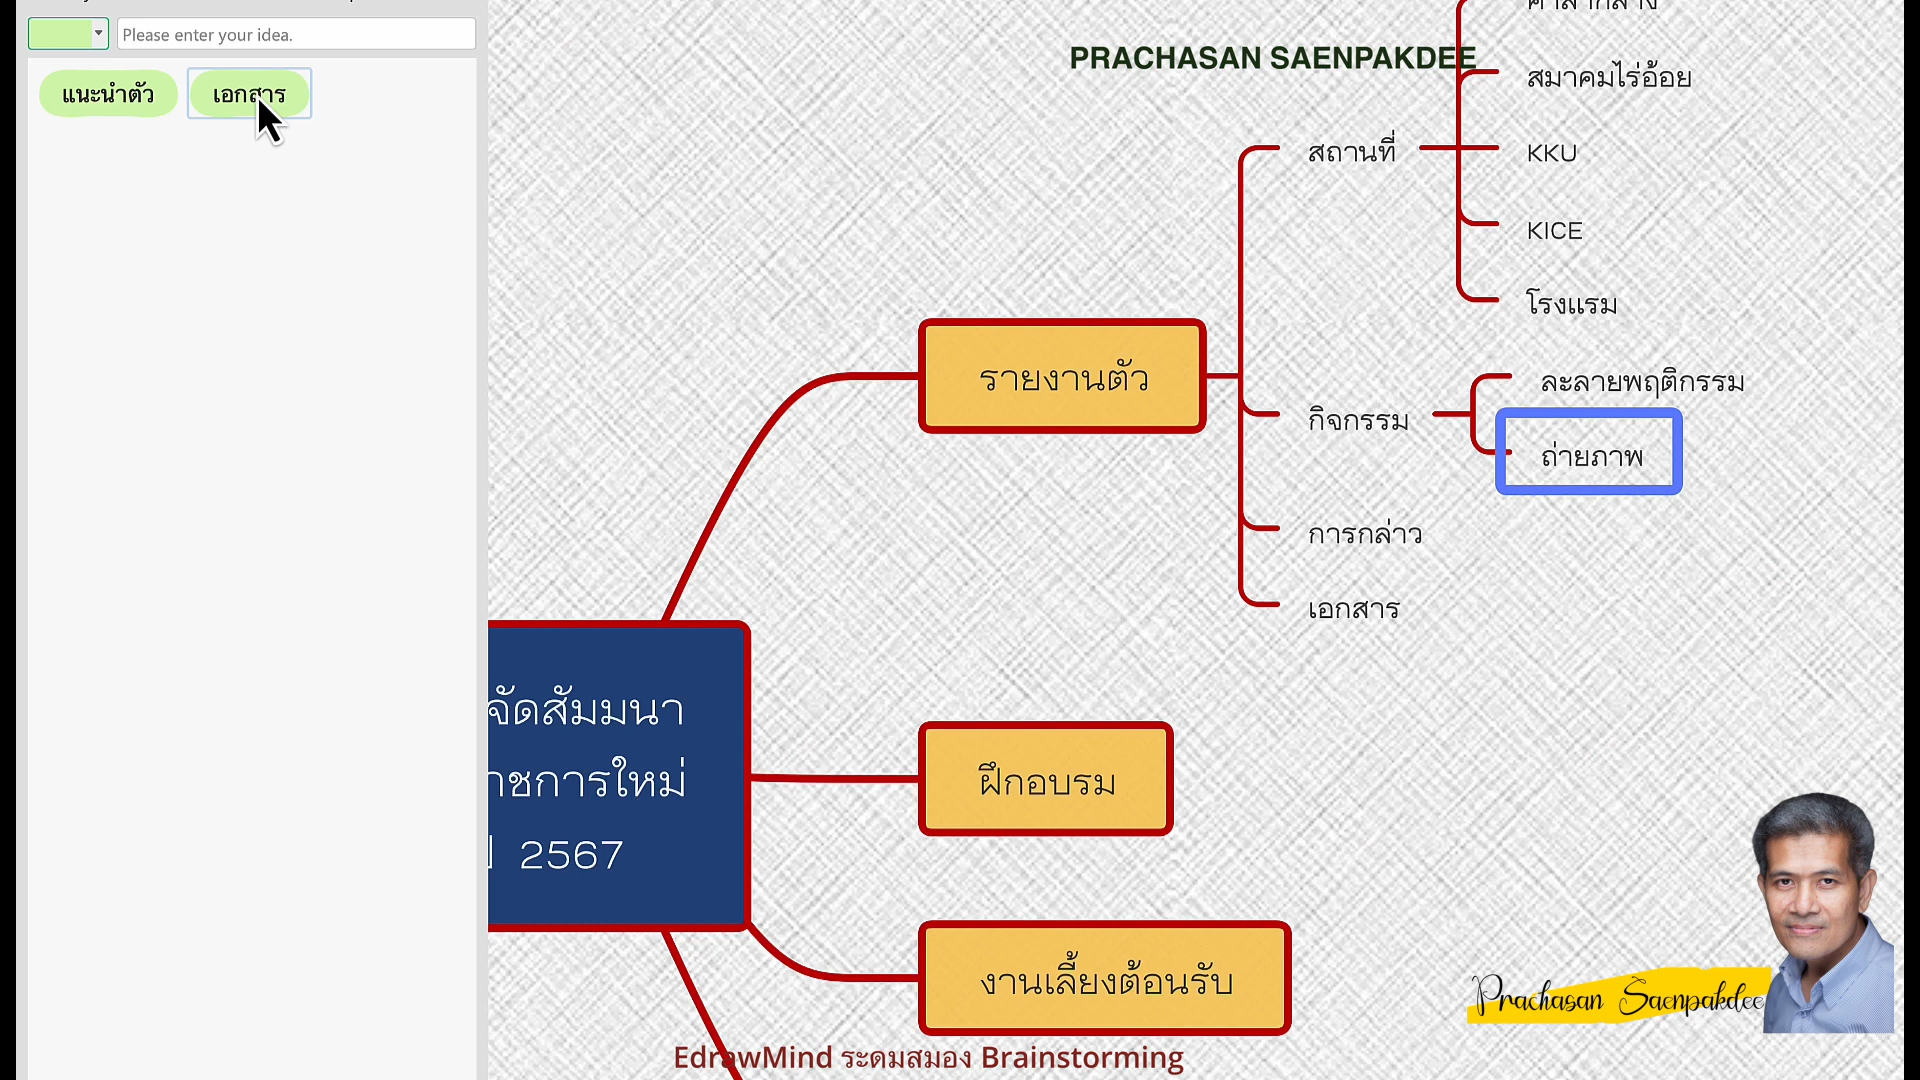 Please enter your idea.
แนะนำตัว
เอกสาร
PRACHASAN SAENPAKDEE
สมาคมไร่อ้อย
สถานที่
KKU
KICE
โรงแรม
รายงานตัว
ละลายพฤติกรรม
กิจกรรม
ถ่ายภาพ
การกล่าว
เอกสาร
จัดสัมมนา
าชการใหม่
2567
ฝึกอบรม
งานเลี้ยงต้อนรับ
Prachasan Saenpakdee
EdrawMind ระดมสมอง Brainstorming